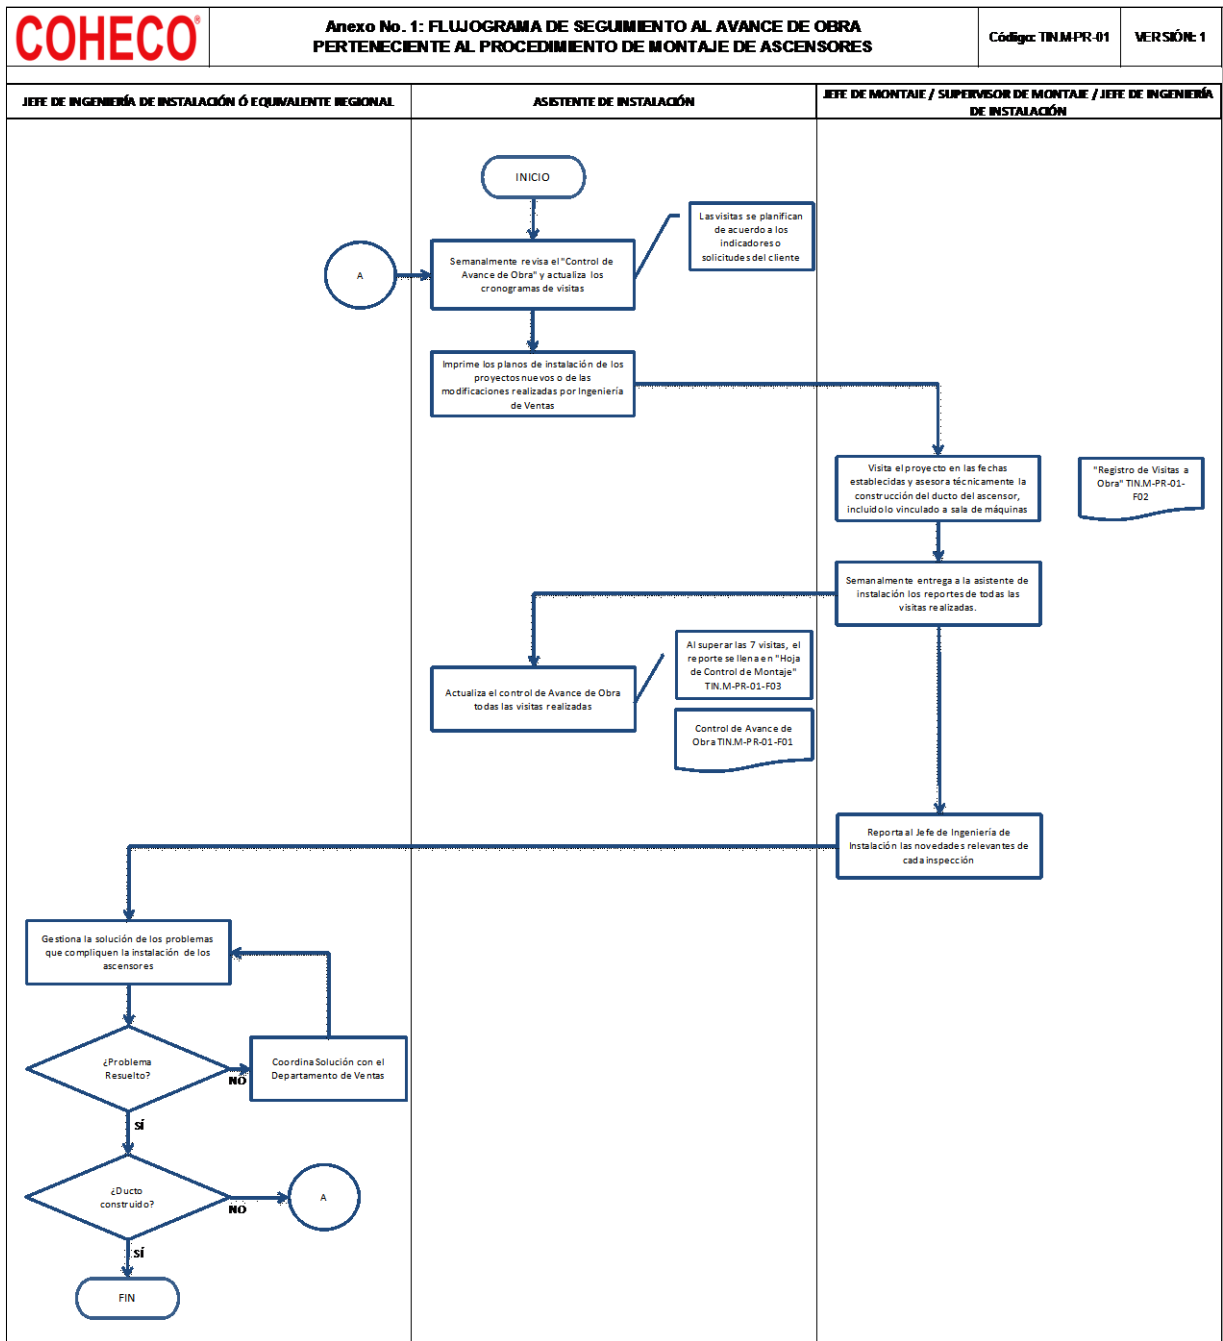 COHECO®
Anexo No. 1: FLUJOGRAMA DE SEGUIMIENTO AL AVANCE DE OBRA
PERTENECIENTE AL PROCEDIMIENTO DE MONTAJE DE ASCENSORES
Código: TIN.M-PR-01
VERSIÓN: 1
JEFE DE INGENIERÍA DE INSTALACIÓN Ó EQUIVALENTE REGIONAL
ASISTENTE DE INSTALACIÓN
JEFE DE MONTAJE / SUPERVISOR DE MONTAJE / JEFE DE INGENIERÍA
DE INSTALACIÓN
INICIO
Las visitas se planifican
de acuerdo a los
indicadores o
solicitudes del cliente
A
Semanalmente revisa el "Control de
Avance de Obra" y actualiza los
cronogramas de visitas
Imprime los planos de instalación de los
proyectos nuevos o de las
modificaciones realizadas por Ingeniería
de Ventas
Visita el proyecto en las fechas
establecidas y asesora técnicamente la
construcción del ducto del ascensor,
incluido lo vinculado a sala de máquinas
"Registro de Visitas a
Obra" TIN.M-PR-01-
F02
Semanalmente entrega a la asistente de
instalación los reportes de todas las
visitas realizadas.
Al superar las 7 visitas, el
reporte se llena en "Hoja
de Control de Montaje"
TIN.M-PR-01-F03
Actualiza el control de Avance de Obra
todas las visitas realizadas
Control de Avance de
Obra TIN.M-PR-01-F01
Reporta al Jefe de Ingeniería de
Instalación las novedades relevantes de
cada inspección
Gestiona la solución de los problemas
que compliquen la instalación de los
ascensores
¿Problema
Resuelto?
NO
Coordina Solución con el
Departamento de Ventas
SÍ
¿Ducto
construido?
NO
A
SÍ
FIN